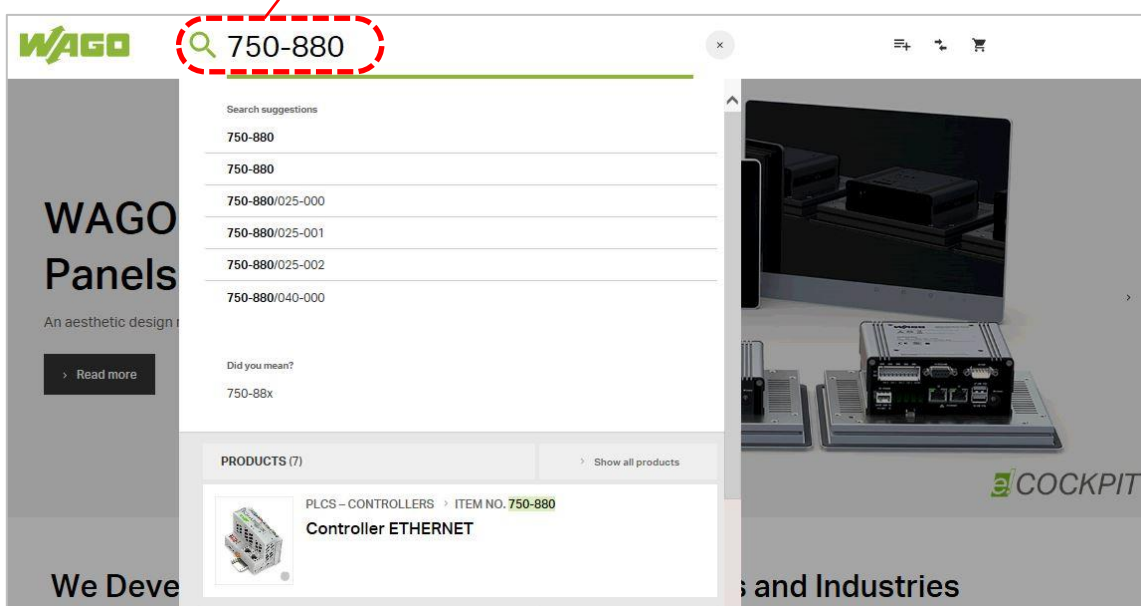 WAGO
750-880
×
Search suggestions
750-880
750-880
750-880/025-000
750-880/025-001
750-880/025-002
750-880/040-000
Did you mean?
750-88x
PRODUCTS (7)
› Show all products
PLCS – CONTROLLERS › ITEM NO. 750-880
Controller ETHERNET
WAGO
Panels
An aesthetic design
› Read more
e!COCKPIT
We Deve
s and Industries